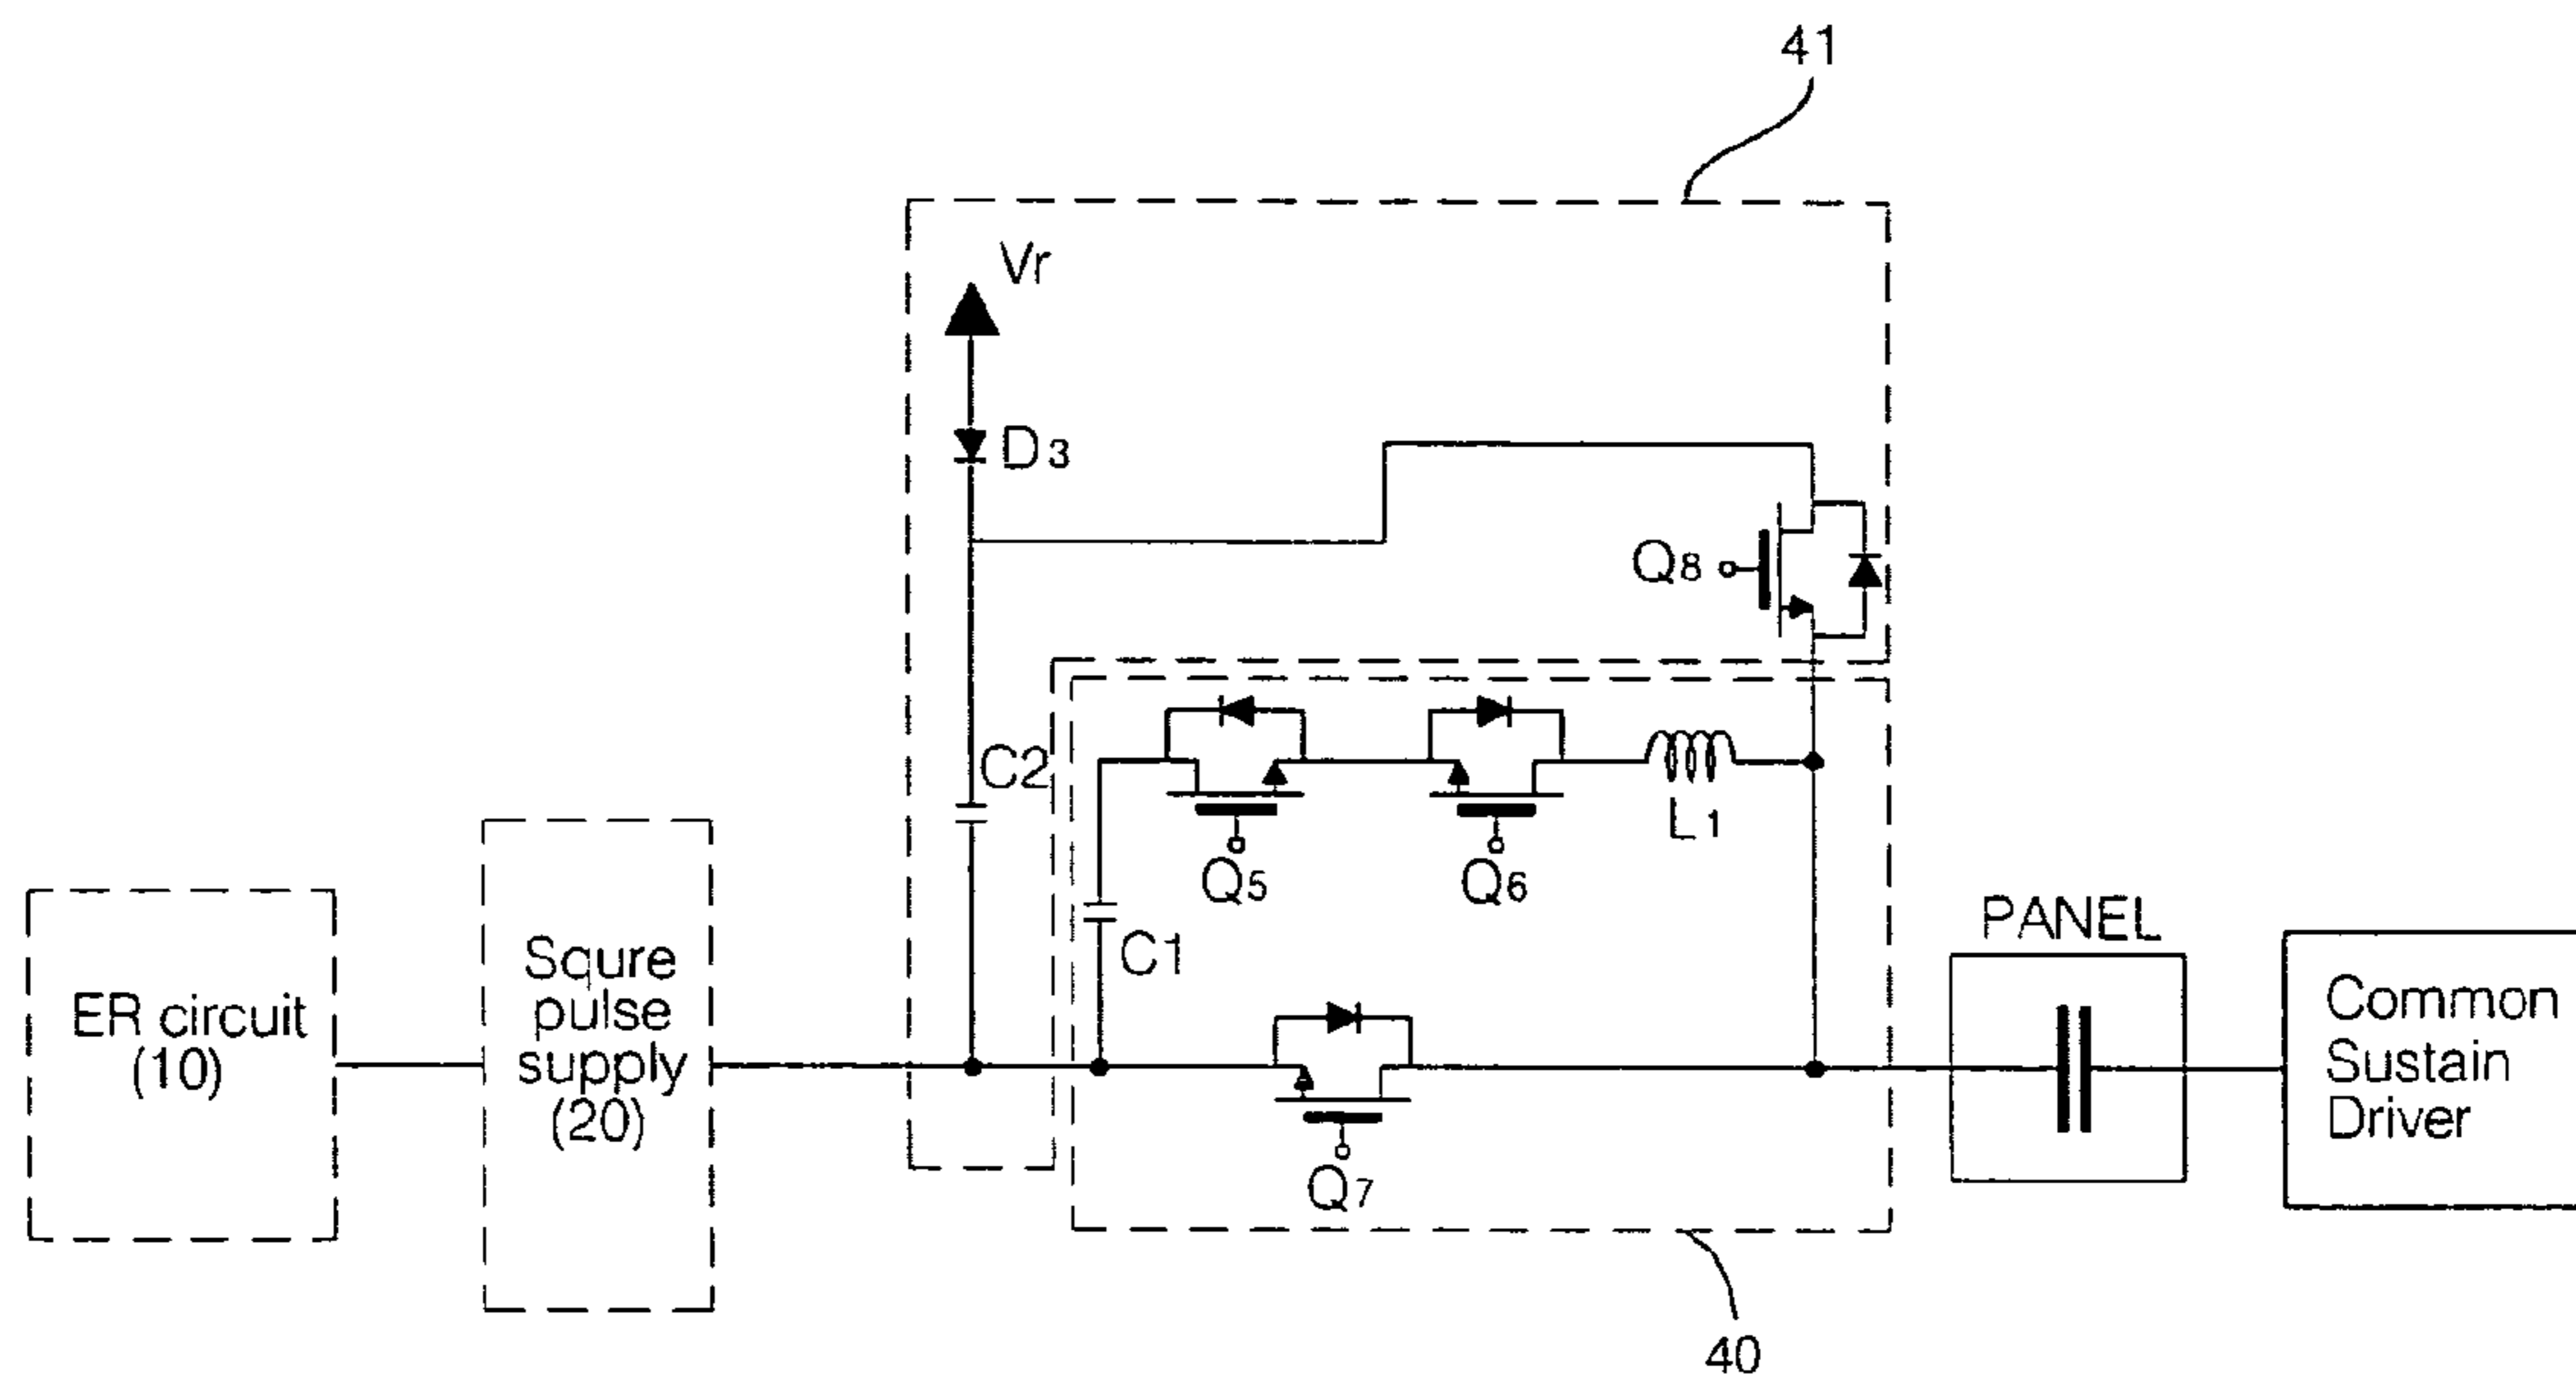 41
Vr
D3
Q8
C2
L1
Q5
Q6
C1
PANEL
ER circuit
(10)
Squre
pulse
supply
(20)
Common
Sustain
Driver
Q7
40